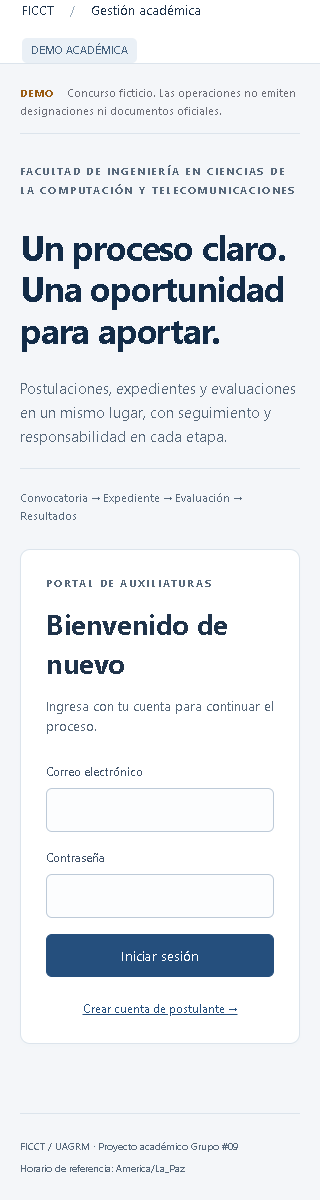 FICCT / Gestión académica
DEMO ACADÉMICA
DEMO Concurso ficticio. Las operaciones no emiten
designaciones ni documentos oficiales.
FACULTAD DE INGENIERÍA EN CIENCIAS DE
LA COMPUTACIÓN Y TELECOMUNICACIONES
Un proceso claro.
Una oportunidad
para aportar.
Postulaciones, expedientes y evaluaciones
en un mismo lugar, con seguimiento y
responsabilidad en cada etapa.
Convocatoria → Expediente → Evaluación →
Resultados
PORTAL DE AUXILIATURAS
Bienvenido de
nuevo
Ingresa con tu cuenta para continuar el
proceso.
Correo electrónico
Contraseña
Iniciar sesión
Crear cuenta de postulante →
FICCT / UAGRM · Proyecto académico Grupo #09
Horario de referencia: America/La_Paz